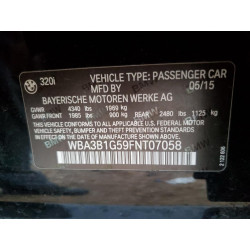 320i
VEHICLE TYPE: PASSENGER CAR
BAYERISCHE MOTOREN WERKE AG 05/15
GVWR 4340 lbs 1969 kg
GAWR FRONT 1985 lbs 900 kg GAWR REAR 2480 lbs 1125 kg
THIS VEHICLE CONFORMS TO ALL APPLICABLE FEDERAL
MOTOR VEHICLE SAFETY, BUMPER, AND THEFT PREVENTION
STANDARDS IN EFFECT ON THE DATE OF
MANUFACTURE SHOWN ABOVE.
WBA3B1G59FNT07058